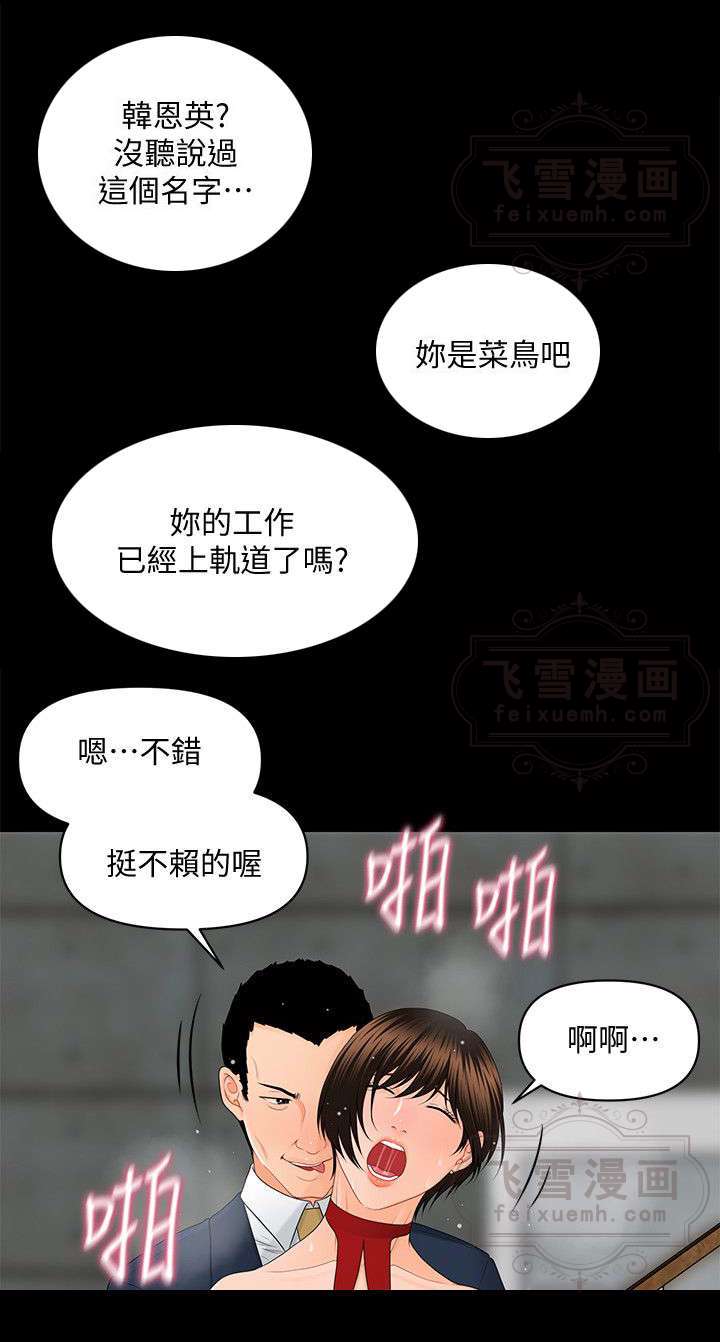 韓恩英?
沒聽說過
這個名字…
飞雪漫画
feixuemh.com
妳是菜鳥吧
妳的工作
已經上軌道了嗎?
飞雪漫画
feixuemh.com
嗯…不錯
挺不賴的喔
啪 啪
啊啊…
飞雪漫画
feixuemh.com
啪